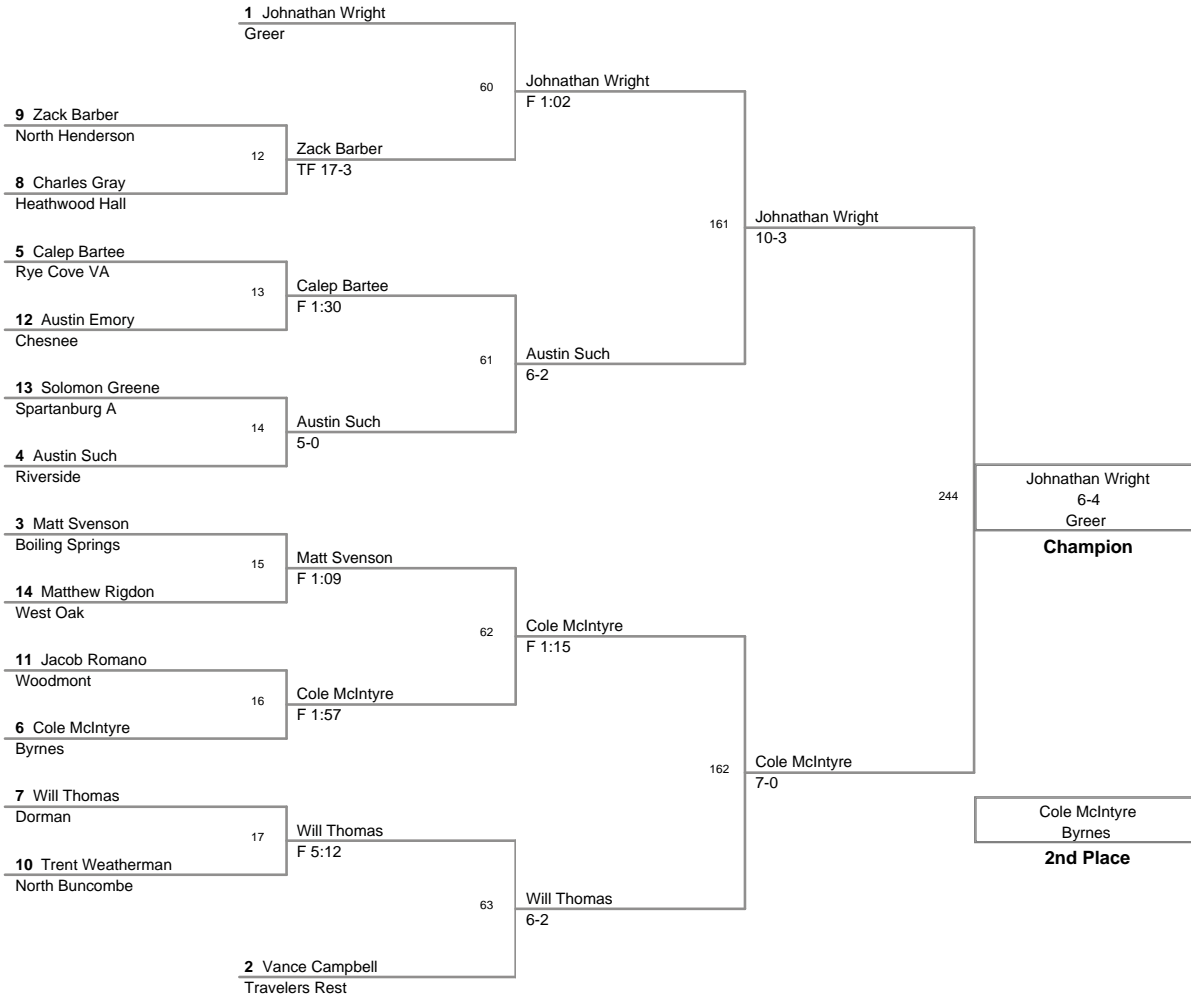 1 Johnathan Wright
Greer
60
Johnathan Wright
F 1:02
9 Zack Barber
North Henderson
12
Zack Barber
TF 17-3
8 Charles Gray
Heathwood Hall
161
Johnathan Wright
10-3
5 Calep Bartee
Rye Cove VA
13
Calep Bartee
F 1:30
12 Austin Emory
Chesnee
61
Austin Such
6-2
13 Solomon Greene
Spartanburg A
14
Austin Such
5-0
4 Austin Such
Riverside
244
Johnathan Wright
6-4
Greer
Champion
3 Matt Svenson
Boiling Springs
15
Matt Svenson
F 1:09
14 Matthew Rigdon
West Oak
62
Cole McIntyre
F 1:15
11 Jacob Romano
Woodmont
16
Cole McIntyre
F 1:57
6 Cole McIntyre
Byrnes
162
Cole McIntyre
7-0
7 Will Thomas
Dorman
17
Will Thomas
F 5:12
10 Trent Weatherman
North Buncombe
Cole McIntyre
Byrnes
2nd Place
63
Will Thomas
6-2
2 Vance Campbell
Travelers Rest